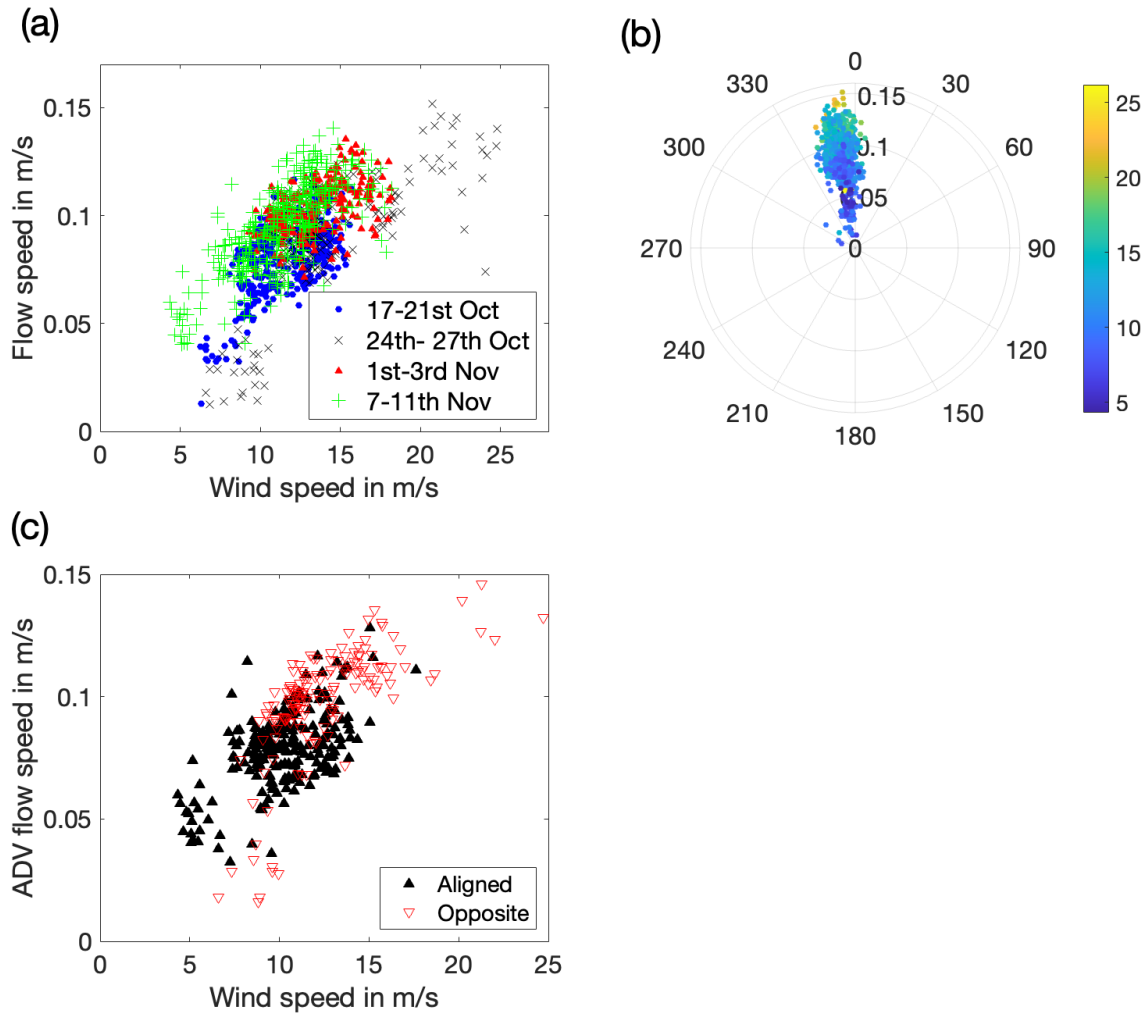 (a)
Flow speed in m/s
0.15
0.1
0.05
0
0 5 10 15 20 25
Wind speed in m/s
17-21st Oct
24th- 27th Oct
1st-3rd Nov
7-11th Nov
(b)
0
30
60
90
120
150
180
210
240
270
300
330
0.15
0.1
05
0
25
20
15
10
5
(c)
ADV flow speed in m/s
0.15
0.1
0.05
0
0 5 10 15 20 25
Wind speed in m/s
Aligned
Opposite